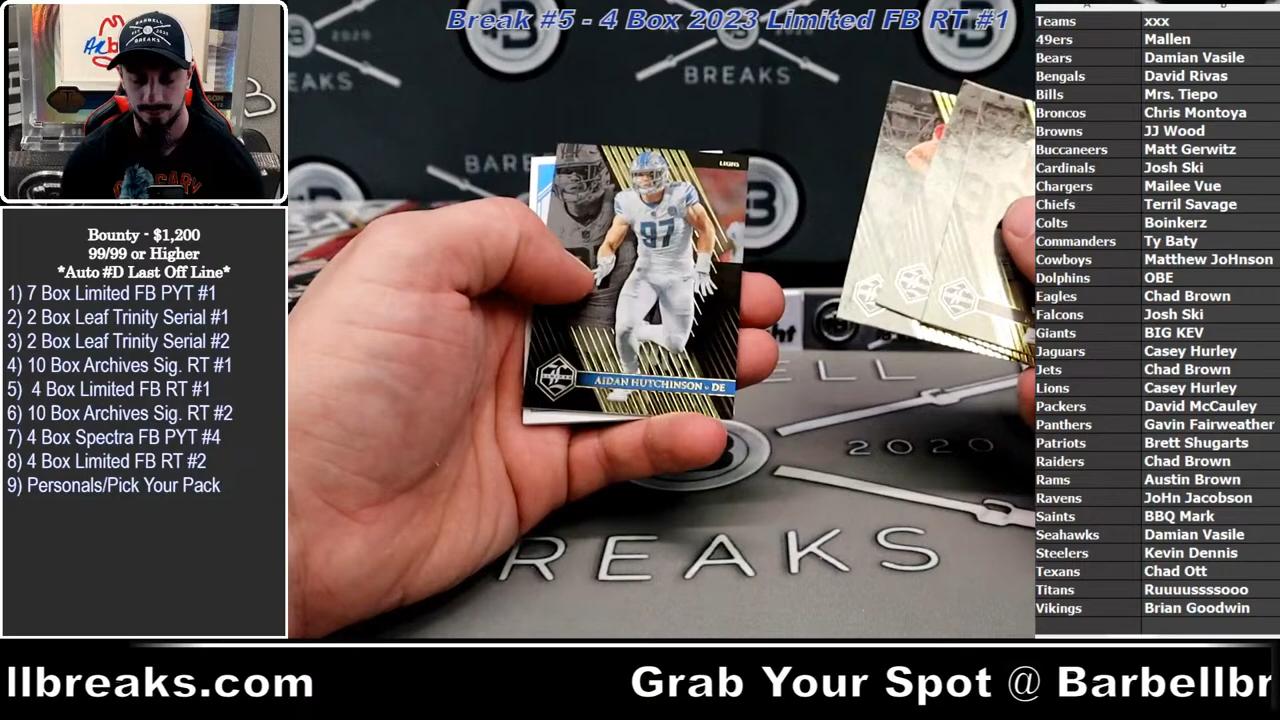 Break #5 - 4 Box 2023 Limited FB RT #1
2020
BREAKS
BREAKS
BARB
LIONS
97
AIDAN HUTCHINSON - DE
ELL
2020
REAKS
Bounty - $1,200
99/99 or Higher
*Auto #D Last Off Line*
1) 7 Box Limited FB PYT #1
2) 2 Box Leaf Trinity Serial #1
3) 2 Box Leaf Trinity Serial #2
4) 10 Box Archives Sig. RT #1
5) 4 Box Limited FB RT #1
6) 10 Box Archives Sig. RT #2
7) 4 Box Spectra FB PYT #4
8) 4 Box Limited FB RT #2
9) Personals/Pick Your Pack
Teams xxx
49ers Mallen
Bears Damian Vasile
Bengals David Rivas
Bills Mrs. Tiepo
Broncos Chris Montoya
Browns JJ Wood
Buccaneers Matt Gerwitz
Cardinals Josh Ski
Chargers Mailee Vue
Chiefs Terril Savage
Colts Boinkerz
Commanders Ty Baty
Cowboys Matthew JoHnson
Dolphins OBE
Eagles Chad Brown
Falcons Josh Ski
Giants BIG KEV
Jaguars Casey Hurley
Jets Chad Brown
Lions Casey Hurley
Packers David McCauley
Panthers Gavin Fairweather
Patriots Brett Shugarts
Raiders Chad Brown
Rams Austin Brown
Ravens JoHn Jacobson
Saints BBQ Mark
Seahawks Damian Vasile
Steelers Kevin Dennis
Texans Chad Ott
Titans Ruuuussssooo
Vikings Brian Goodwin
llbreaks.com Grab Your Spot @ Barbellbr